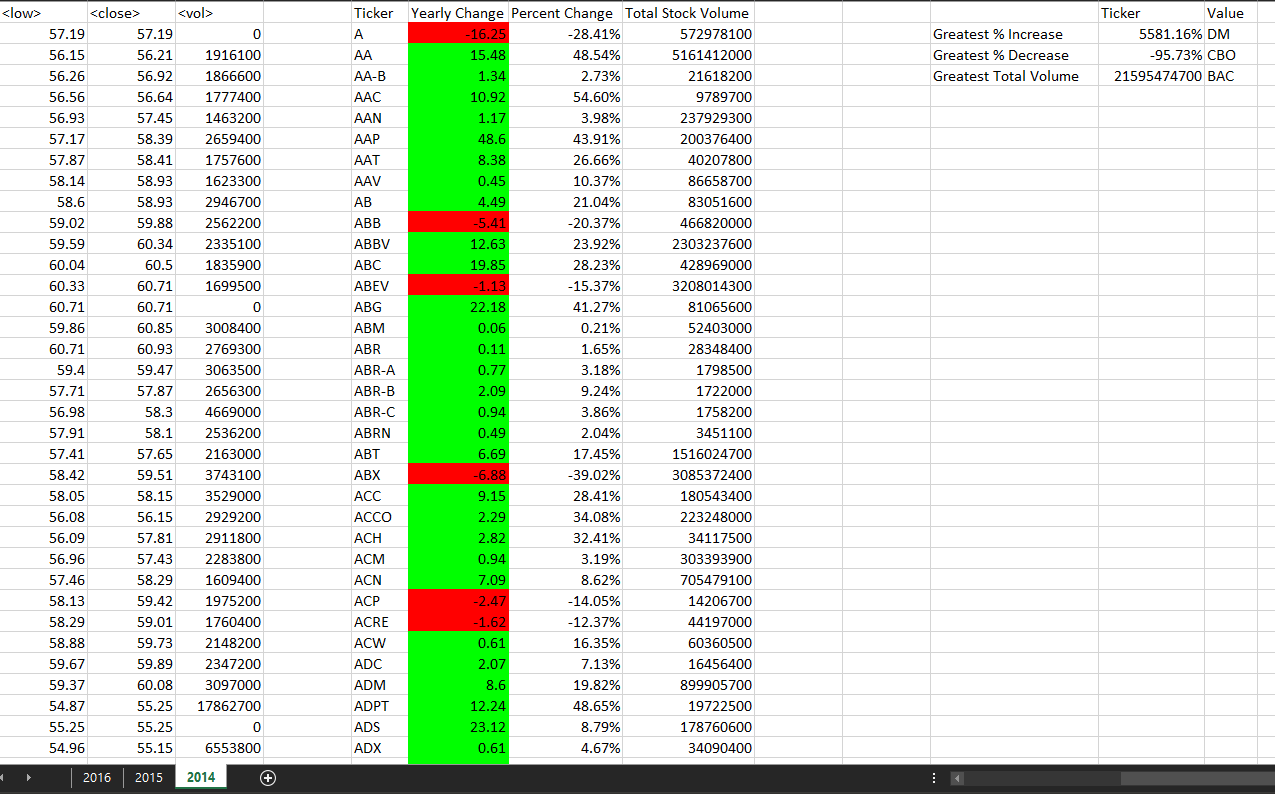 <low> <close> <vol> Ticker Yearly Change Percent Change Total Stock Volume Ticker Value
57.19 57.19 0 A -16.25 -28.41% 572978100 Greatest % Increase 5581.16% DM
56.15 56.21 1916100 AA 15.48 48.54% 5161412000 Greatest % Decrease -95.73% CBO
56.26 56.92 1866600 AA-B 1.34 2.73% 21618200 Greatest Total Volume 21595474700 BAC
56.56 56.64 1777400 AAC 10.92 54.60% 9789700
56.93 57.45 1463200 AAN 1.17 3.98% 237929300
57.17 58.39 2659400 AAP 48.6 43.91% 200376400
57.87 58.41 1757600 AAT 8.38 26.66% 40207800
58.14 58.93 1623300 AAV 0.45 10.37% 86658700
58.6 58.93 2946700 AB 4.49 21.04% 83051600
59.02 59.88 2562200 ABB -5.41 -20.37% 466820000
59.59 60.34 2335100 ABBV 12.63 23.92% 2303237600
60.04 60.5 1835900 ABC 19.85 28.23% 428969000
60.33 60.71 1699500 ABEV -1.13 -15.37% 3208014300
60.71 60.71 0 ABG 22.18 41.27% 81065600
59.86 60.85 3008400 ABM 0.06 0.21% 52403000
60.71 60.93 2769300 ABR 0.11 1.65% 28348400
59.4 59.47 3063500 ABR-A 0.77 3.18% 1798500
57.71 57.87 2656300 ABR-B 2.09 9.24% 1722000
56.98 58.3 4669000 ABR-C 0.94 3.86% 1758200
57.91 58.1 2536200 ABRN 0.49 2.04% 3451100
57.41 57.65 2163000 ABT 6.69 17.45% 1516024700
58.42 59.51 3743100 ABX -6.88 -39.02% 3085372400
58.05 58.15 3529000 ACC 9.15 28.41% 180543400
56.08 56.15 2929200 ACCO 2.29 34.08% 223248000
56.09 57.81 2911800 ACH 2.82 32.41% 34117500
56.96 57.43 2283800 ACM 0.94 3.19% 303393900
57.46 58.29 1609400 ACN 7.09 8.62% 705479100
58.13 59.42 1975200 ACP -2.47 -14.05% 14206700
58.29 59.01 1760400 ACRE -1.62 -12.37% 44197000
58.88 59.73 2148200 ACW 0.61 16.35% 60360500
59.67 59.89 2347200 ADC 2.07 7.13% 16456400
59.37 60.08 3097000 ADM 8.6 19.82% 899905700
54.87 55.25 17862700 ADPT 12.24 48.65% 19722500
55.25 55.25 0 ADS 23.12 8.79% 178760600
54.96 55.15 6553800 ADX 0.61 4.67% 34090400
2016 2015 2014